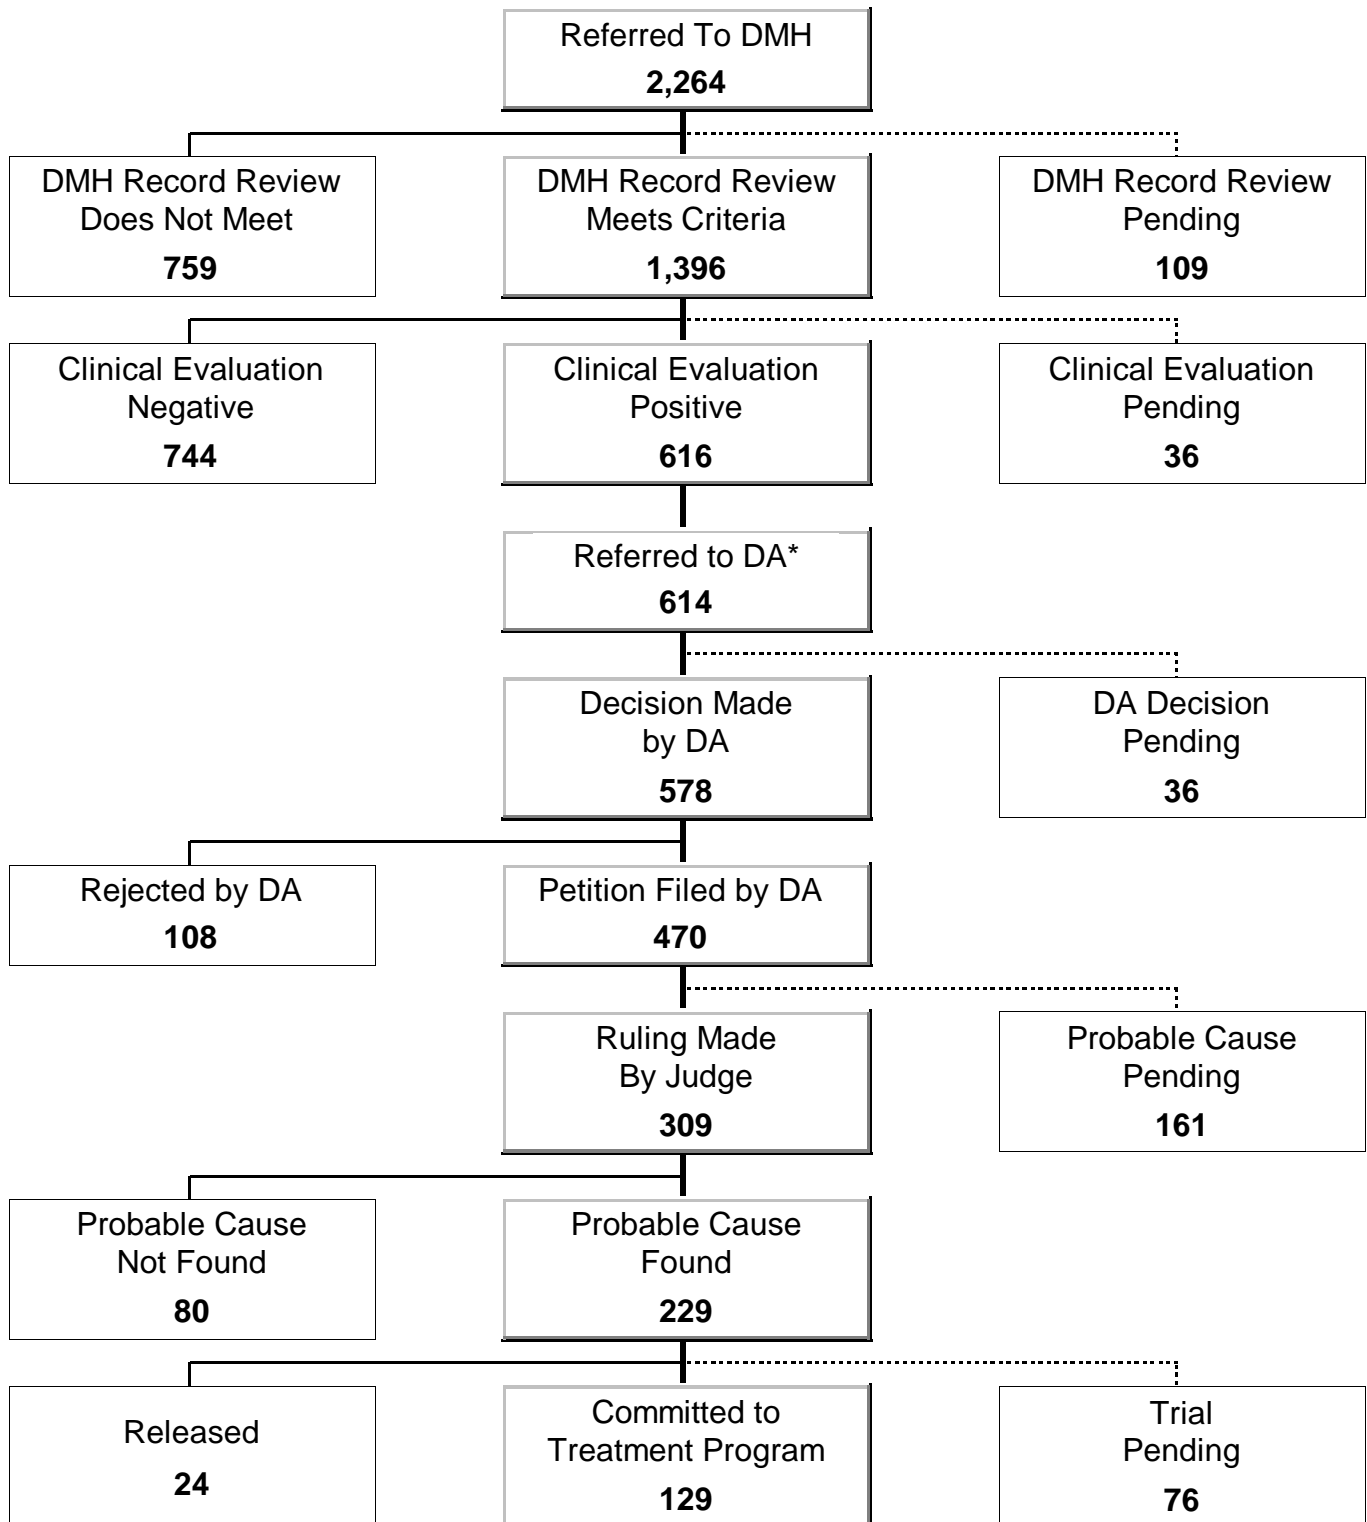 Referred To DMH
2,264
DMH Record Review
Does Not Meet
759
DMH Record Review
Meets Criteria
1,396
DMH Record Review
Pending
109
Clinical Evaluation
Negative
744
Clinical Evaluation
Positive
616
Clinical Evaluation
Pending
36
Referred to DA*
614
Decision Made
by DA
578
DA Decision
Pending
36
Rejected by DA
108
Petition Filed by DA
470
Ruling Made
By Judge
309
Probable Cause
Pending
161
Probable Cause
Not Found
80
Probable Cause
Found
229
Released
24
Committed to
Treatment Program
129
Trial
Pending
76